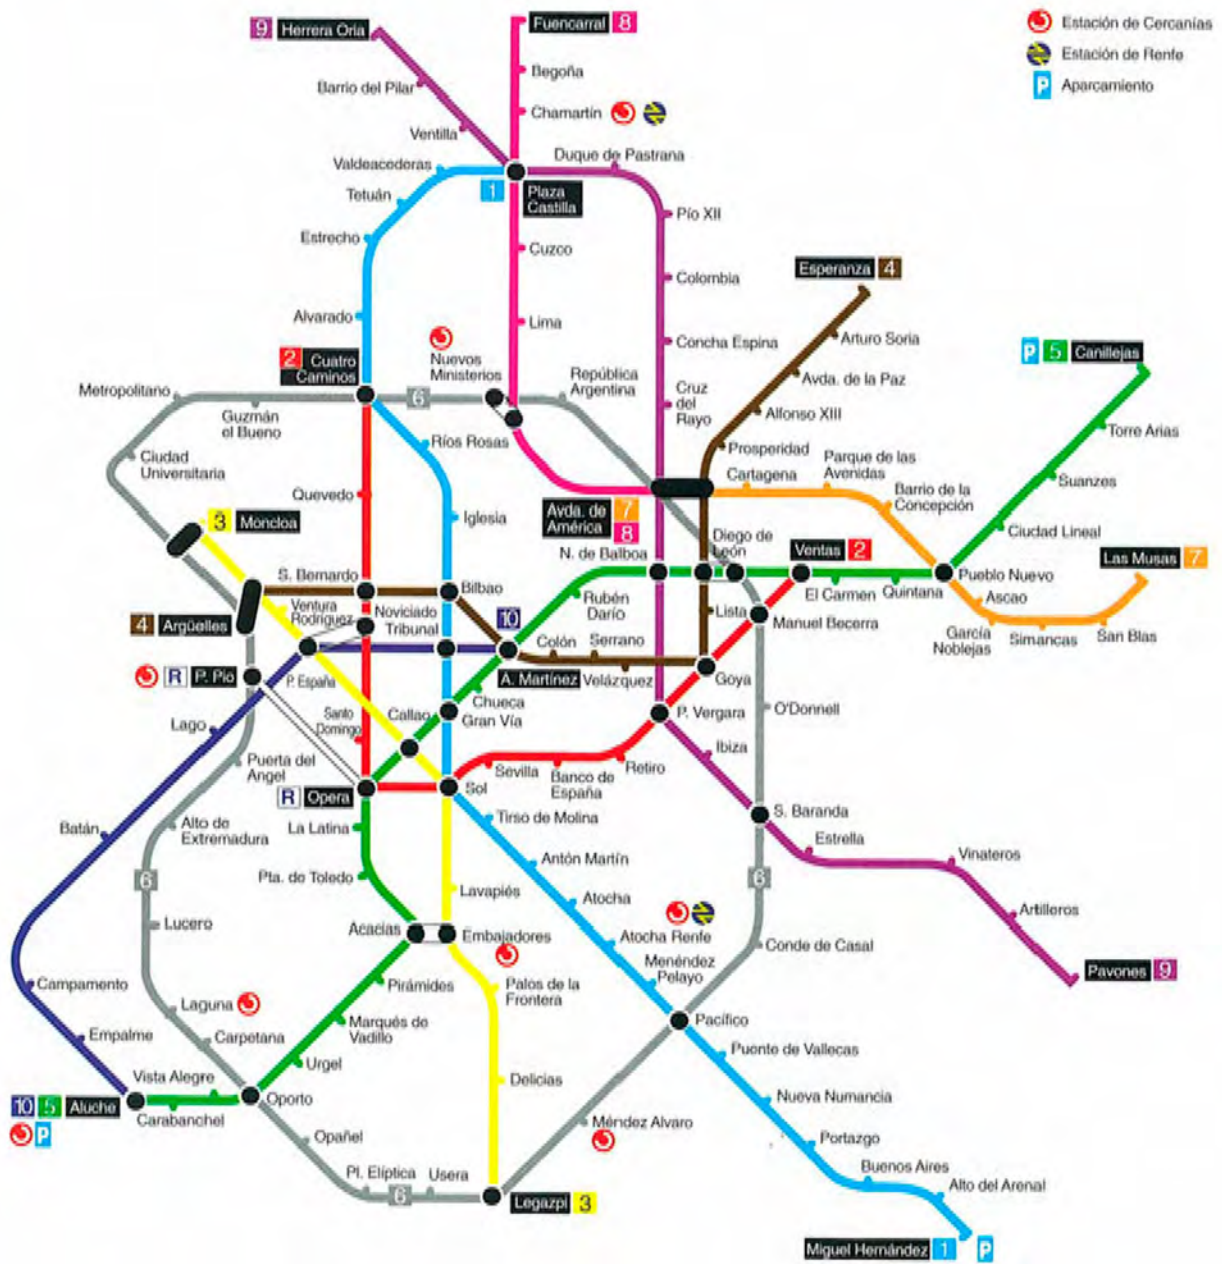 9 Herrera Oria
Fuencarral 8
Estación de Cercanías
Estación de Renfe
P Aparcamiento
Begoña
Barrio del Pilar
Chamartín
Ventilla
Duque de Pastrana
Valdeacederas
1
Plaza
Castilla
Tetuán
Pío XII
Estrecho
Cuzco
Esperanza 4
Colombia
Alvarado
Lima
Arturo Soria
Concha Espina
P 5 Canillejas
2 Cuatro
Caminos
Nuevos
Ministerios
República
Argentina
Avda. de la Paz
Metropolitano
6
Cruz
del
Rayo
Guzmán
el Bueno
Alfonso XIII
Torre Arias
Ríos Rosas
Prosperidad
Ciudad
Universitaria
Cartagena
Parque de las
Avenidas
Suanzes
Quevedo
Barrio de la
Concepción
Iglesia
Avda. de
América
7
8
3 Moncloa
Ciudad Lineal
Diego de
León
N. de Balboa
Ventas 2
Las Musas 7
S. Bernardo
Bilbao
Pueblo Nuevo
El Carmen
Quintana
Rubén
Darío
Ascao
Ventura
Rodríguez
Noviciado
Tribunal
10
Lista
Manuel Becerra
García
Noblejas
Simancas
San Blas
4 Argüelles
Colón
Serrano
R P. Pío
P. España
A. Martínez
Velázquez
Goya
Chueca
Gran Vía
Callao
Santo
Domingo
P. Vergara
O'Donnell
Lago
Puerta del
Angel
Ibiza
Sevilla
Banco de
España
Retiro
R Opera
Sol
S. Baranda
La Latina
Tirso de Molina
Batán
Alto de
Extremadura
Estrella
Vinateros
Antón Martín
6
Pta. de Toledo
Lavapiés
6
Atocha
Artilleros
Lucero
Acacias
Embajadores
Atocha Renfe
Conde de Casal
Menéndez
Pelayo
Pavones 9
Campamento
Pirámides
Palos de la
Frontera
Laguna
Marqués de
Vadillo
Pacífico
Empalme
Carpetana
Puente de Vallecas
Urgel
Vista Alegre
Delicias
10 5 Aluche
Oporto
Nueva Numancia
P
Carabanchel
Méndez Alvaro
Opañel
Portazgo
Pl. Elíptica
Usera
Buenos Aires
6
Alto del Arenal
Legazpi 3
Miguel Hernández 1 P